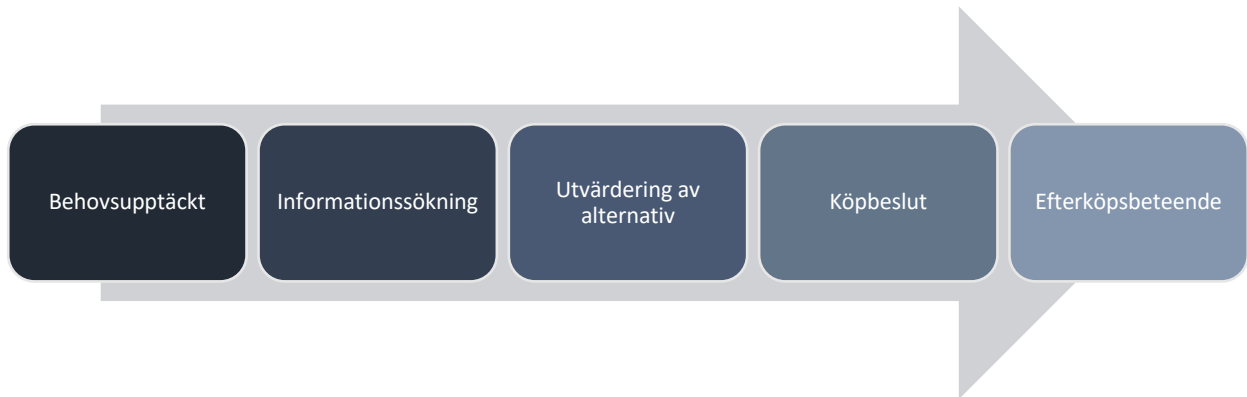 Behovsupptäckt
Informationssökning
Utvärdering av
alternativ
Köpbeslut
Efterköpsbeteende